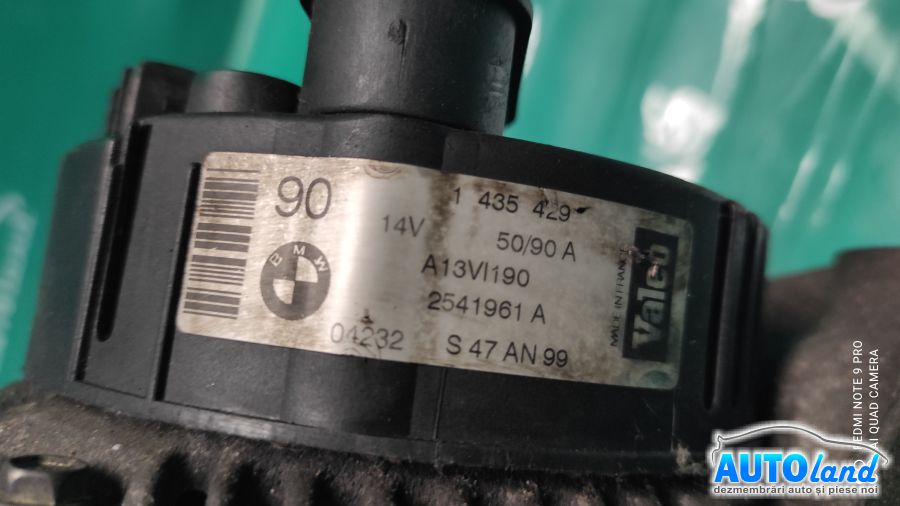 90
1 435 429
14V
50/90 A
BMW
A13VI190
2541961 A
04232
S 47 AN 99
MADE IN FRANCE
Valeo
REDMI NOTE 9 PRO
AI QUAD CAMERA
AUTOland
dezmembrări auto și piese noi